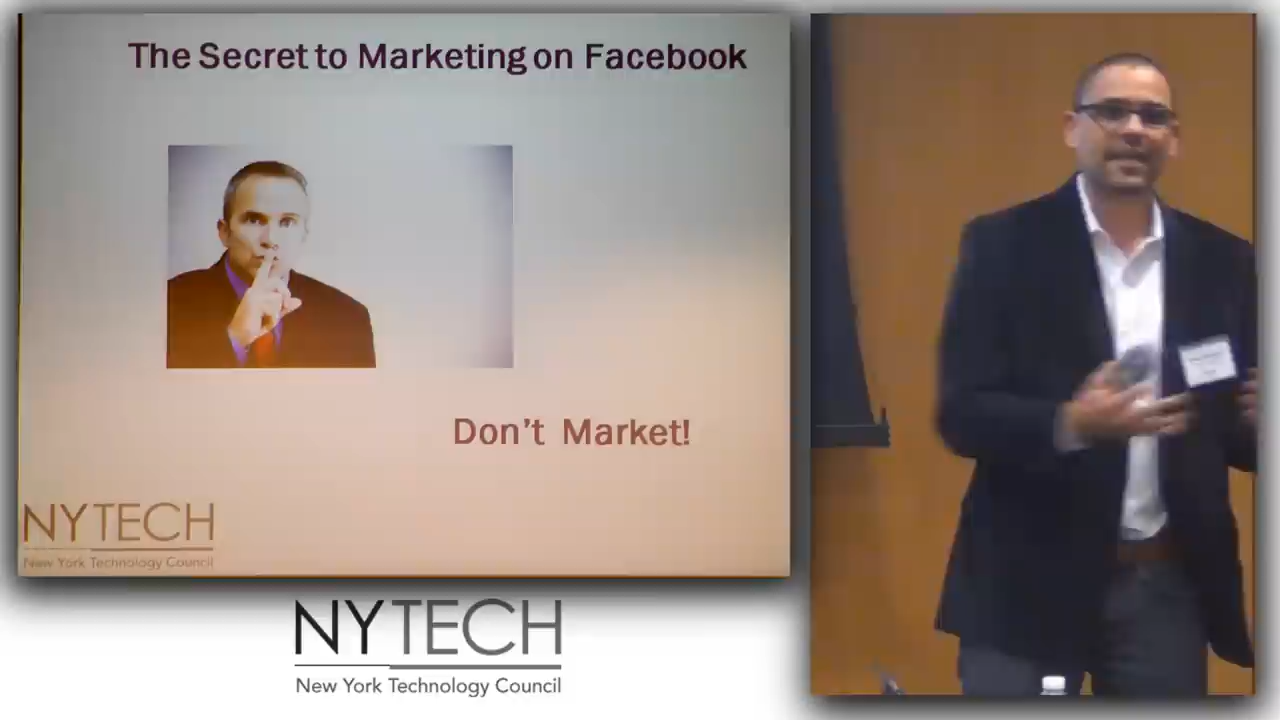 The Secret to Marketing on Facebook
Don't Market!
NYTECH
New York Technology Council
NYTECH
New York Technology Council